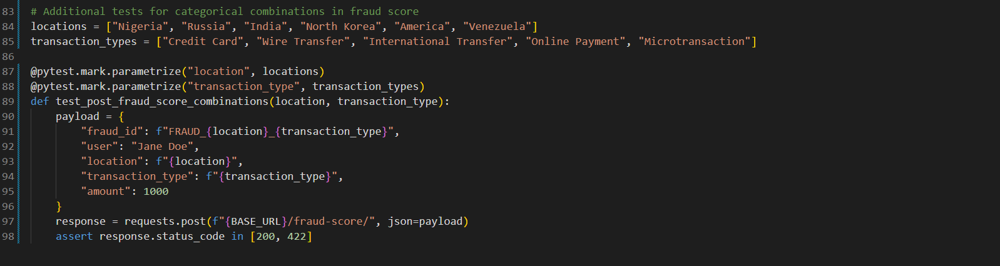 83 # Additional tests for categorical combinations in fraud score
84 locations = ["Nigeria", "Russia", "India", "North Korea", "America", "Venezuela"]
85 transaction_types = ["Credit Card", "Wire Transfer", "International Transfer", "Online Payment", "Microtransaction"]
86
87 @pytest.mark.parametrize("location", locations)
88 @pytest.mark.parametrize("transaction_type", transaction_types)
89 def test_post_fraud_score_combinations(location, transaction_type):
90     payload = {
91         "fraud_id": f"FRAUD_{location}_{transaction_type}",
92         "user": "Jane Doe",
93         "location": f"{location}",
94         "transaction_type": f"{transaction_type}",
95         "amount": 1000
96     }
97     response = requests.post(f"{BASE_URL}/fraud-score/", json=payload)
98     assert response.status_code in [200, 422]